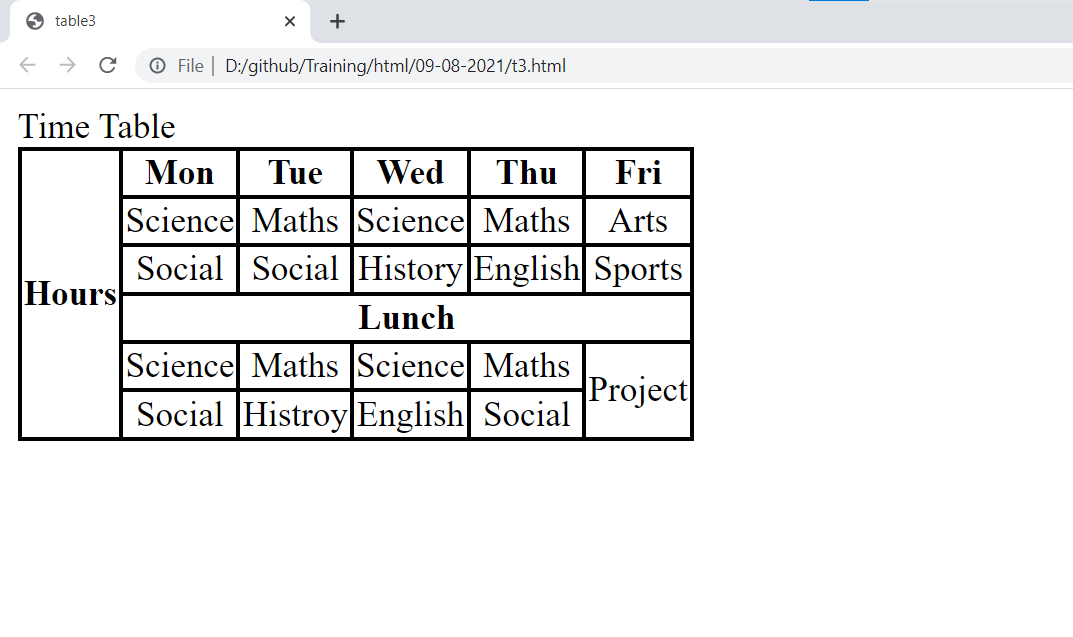 table3
File | D:/github/Training/html/09-08-2021/t3.html
Time Table
Mon Tue Wed Thu Fri
Science Maths Science Maths Arts
Social Social History English Sports
Hours
Lunch
Science Maths Science Maths
Project
Social Histroy English Social